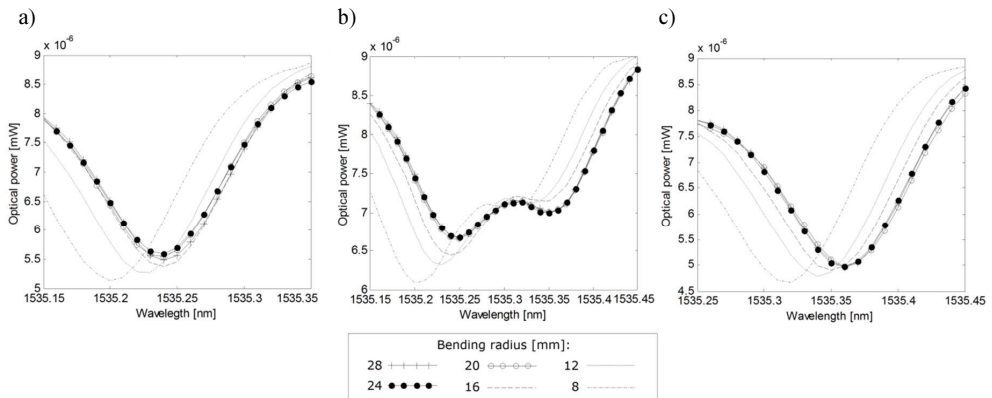 a)
x 10⁻⁶
9
8.5
8
7.5
7
6.5
6
5.5
5
Optical power [mW]
1535.15 1535.2 1535.25 1535.3 1535.35
Wavelegth [nm]
b)
x 10⁻⁶
9
8.5
8
7.5
7
6.5
6
Optical power [mW]
1535.15 1535.2 1535.25 1535.3 1535.35 1535.4 1535.45
Wavelength [nm]
c)
x 10⁻⁶
9
8.5
8
7.5
7
6.5
6
5.5
5
4.5
Optical power [mW]
1535.25 1535.3 1535.35 1535.4 1535.45
Wavelength [nm]
Bending radius [mm]:
28 20 12
24 16 8